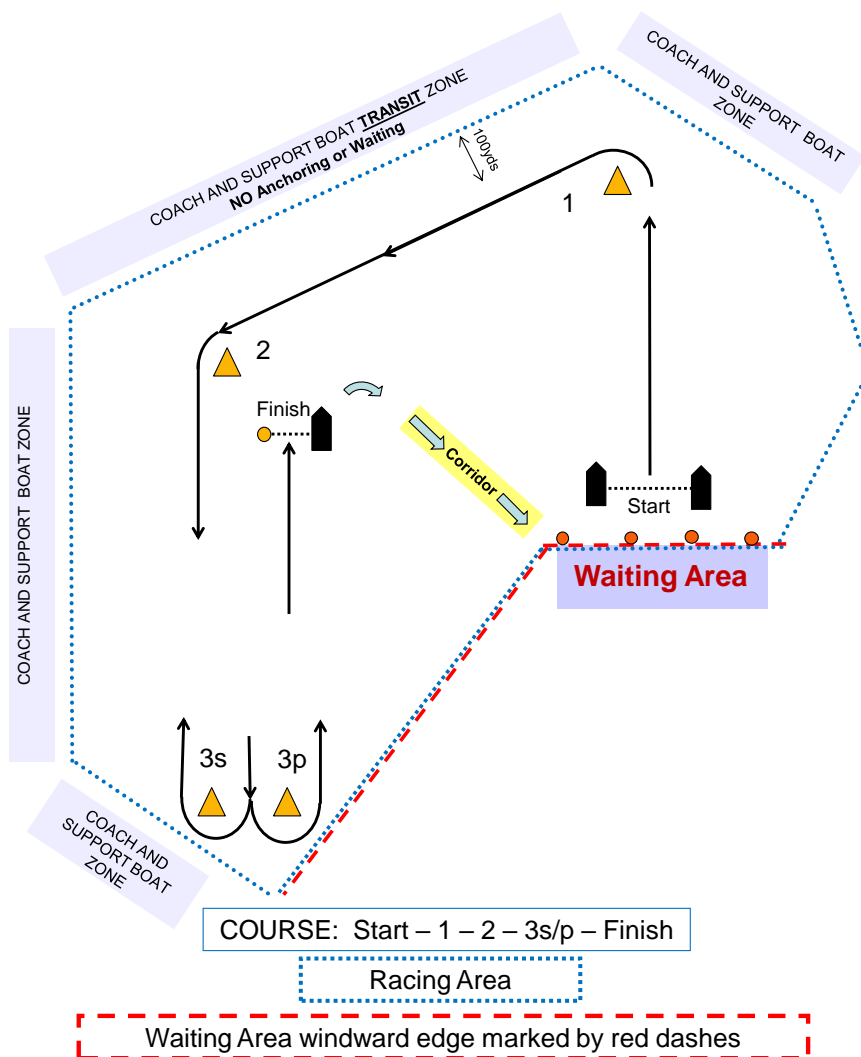 COACH AND SUPPORT BOAT
ZONE
COACH AND SUPPORT BOAT TRANSIT ZONE
NO Anchoring or Waiting
100yds
1
2
Finish
Corridor
Start
Waiting Area
COACH AND SUPPORT BOAT ZONE
3s
3p
COACH AND
SUPPORT BOAT
ZONE
COURSE: Start – 1 – 2 – 3s/p – Finish
Racing Area
Waiting Area windward edge marked by red dashes